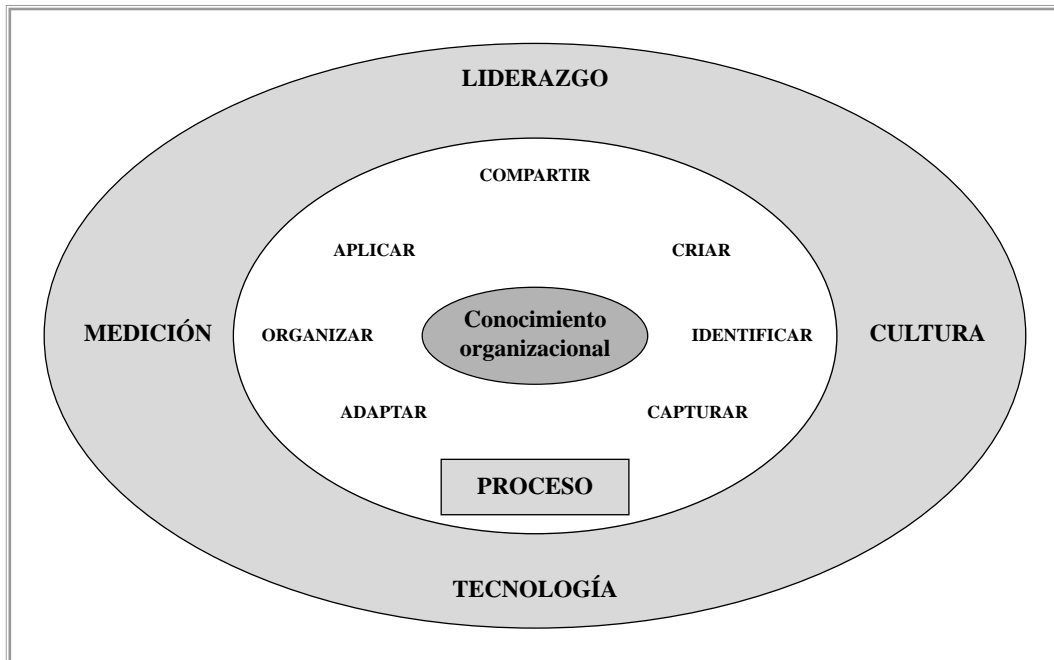 LIDERAZGO
COMPARTIR
APLICAR
CRIAR
MEDICIÓN
ORGANIZAR
Conocimiento
organizacional
IDENTIFICAR
CULTURA
ADAPTAR
CAPTURAR
PROCESO
TECNOLOGÍA